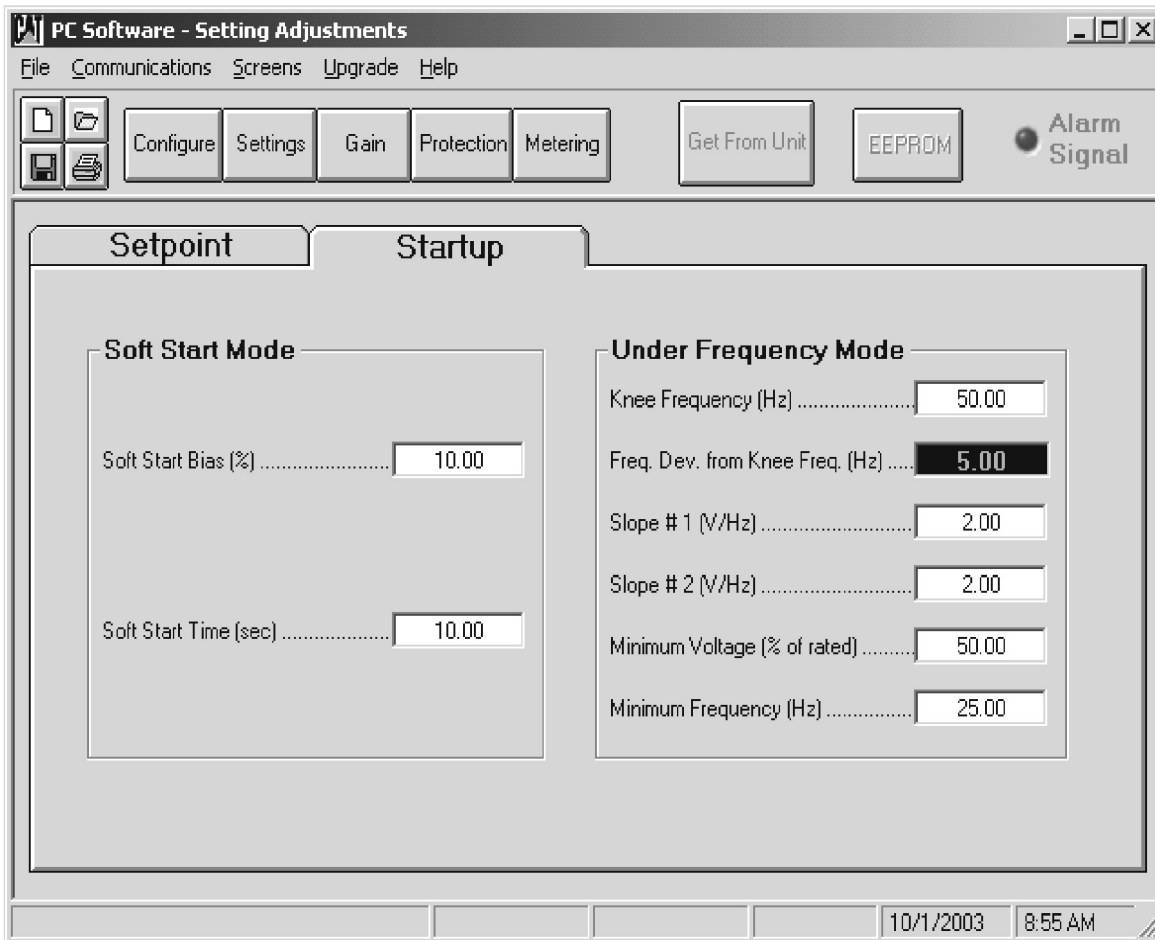 PC Software - Setting Adjustments
File Communications Screens Upgrade Help
Configure Settings Gain Protection Metering Get From Unit EEPROM Alarm Signal
Setpoint Startup
Soft Start Mode
Soft Start Bias (%) ........................ 10.00
Soft Start Time (sec) .................... 10.00
Under Frequency Mode
Knee Frequency (Hz) ...................... 50.00
Freq. Dev. from Knee Freq. (Hz) ..... 5.00
Slope # 1 (V/Hz) ............................ 2.00
Slope # 2 (V/Hz) ............................ 2.00
Minimum Voltage (% of rated) ......... 50.00
Minimum Frequency (Hz) ................ 25.00
10/1/2003 8:55 AM